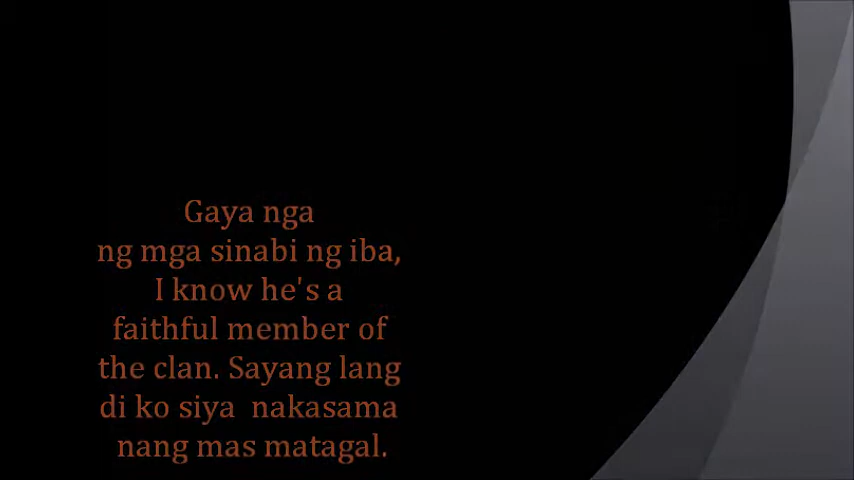 Gaya nga
ng mga sinabi ng iba,
I know he's a
faithful member of
the clan. Sayang lang
di ko siya nakasama
nang mas matagal.